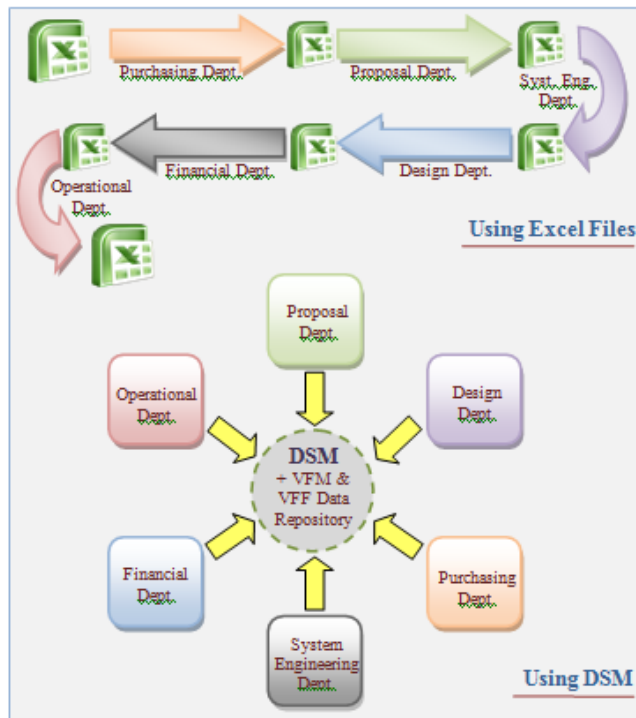 Purchasing Dept.
Proposal Dept.
Syst. Eng.
Dept.
Design Dept.
Financial Dept.
Operational
Dept.
Using Excel Files
Proposal
Dept.
Operational
Dept.
Design
Dept.
DSM
+ VFM &
VFF Data
Repository
Financial
Dept.
Purchasing
Dept.
System
Engineering
Dept.
Using DSM